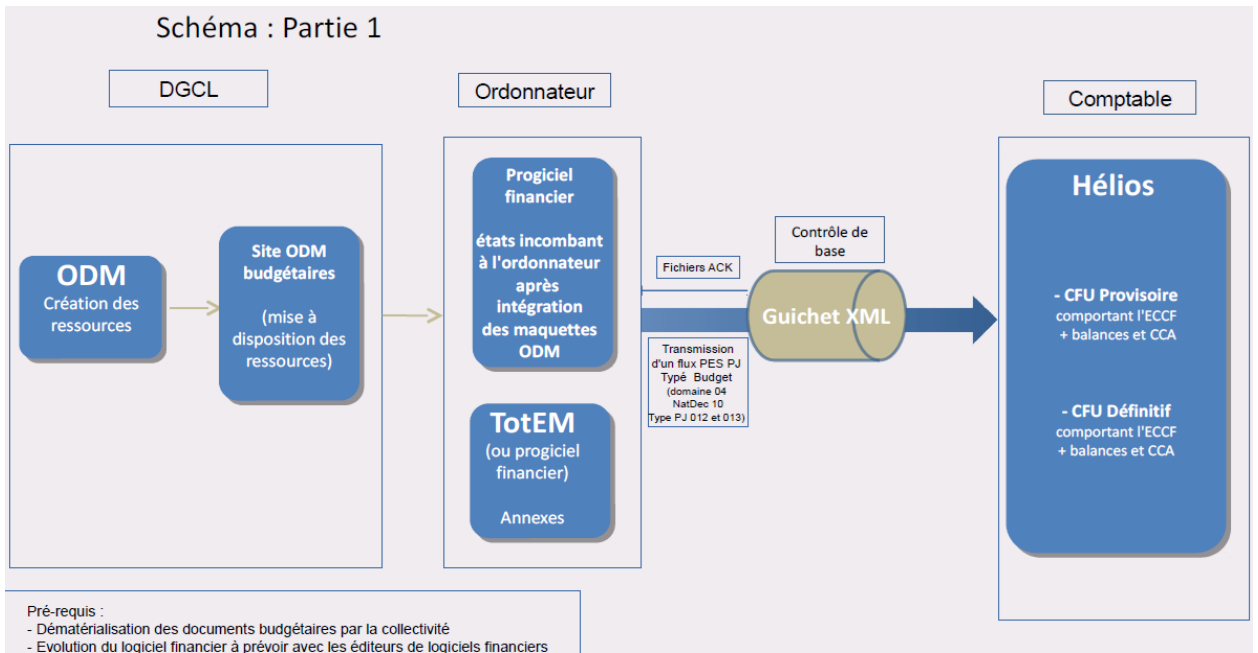 Schéma : Partie 1
DGCL
Ordonnateur
Comptable
ODM
Création des
ressources
Site ODM
budgétaires
(mise à
disposition des
ressources)
Progiciel
financier
états incombant
à l'ordonnateur
après
intégration
des maquettes
ODM
TotEM
(ou progiciel
financier)
Annexes
Fichiers ACK
Transmission
d'un flux PES PJ
Typé Budget
(domaine 04
NatDec 10
Type PJ 012 et 013)
Contrôle de
base
Guichet XML
Hélios
- CFU Provisoire
comportant l'ECCF
+ balances et CCA
- CFU Définitif
comportant l'ECCF
+ balances et CCA
Pré-requis :
- Dématérialisation des documents budgétaires par la collectivité
- Evolution du logiciel financier à prévoir avec les éditeurs de logiciels financiers